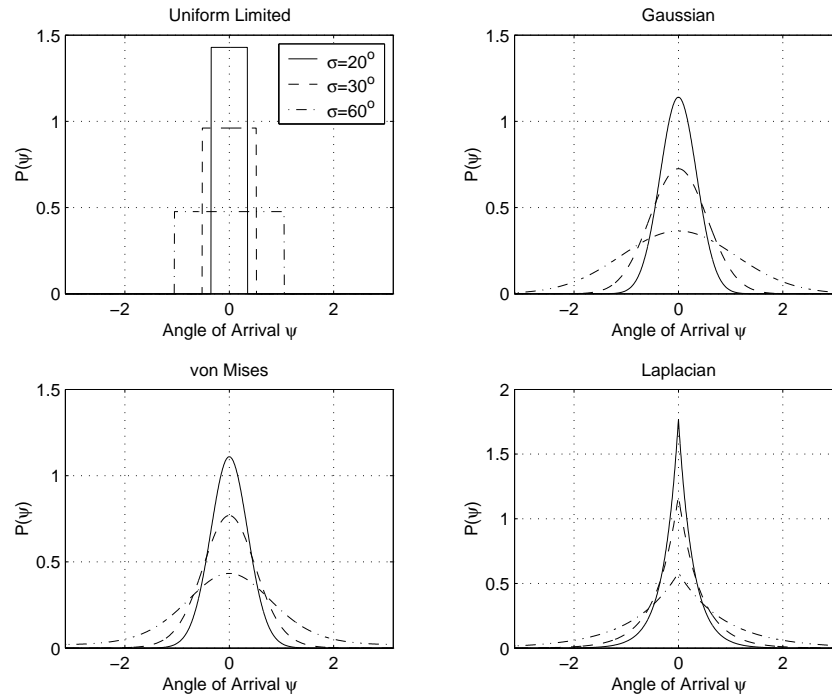 Uniform Limited
1.5
1
0.5
0
P(ψ)
−2 0 2
Angle of Arrival ψ
σ=20°
σ=30°
σ=60°
Gaussian
1.5
1
0.5
0
P(ψ)
−2 0 2
Angle of Arrival ψ
von Mises
1.5
1
0.5
0
P(ψ)
−2 0 2
Angle of Arrival ψ
Laplacian
2
1.5
1
0.5
0
P(ψ)
−2 0 2
Angle of Arrival ψ